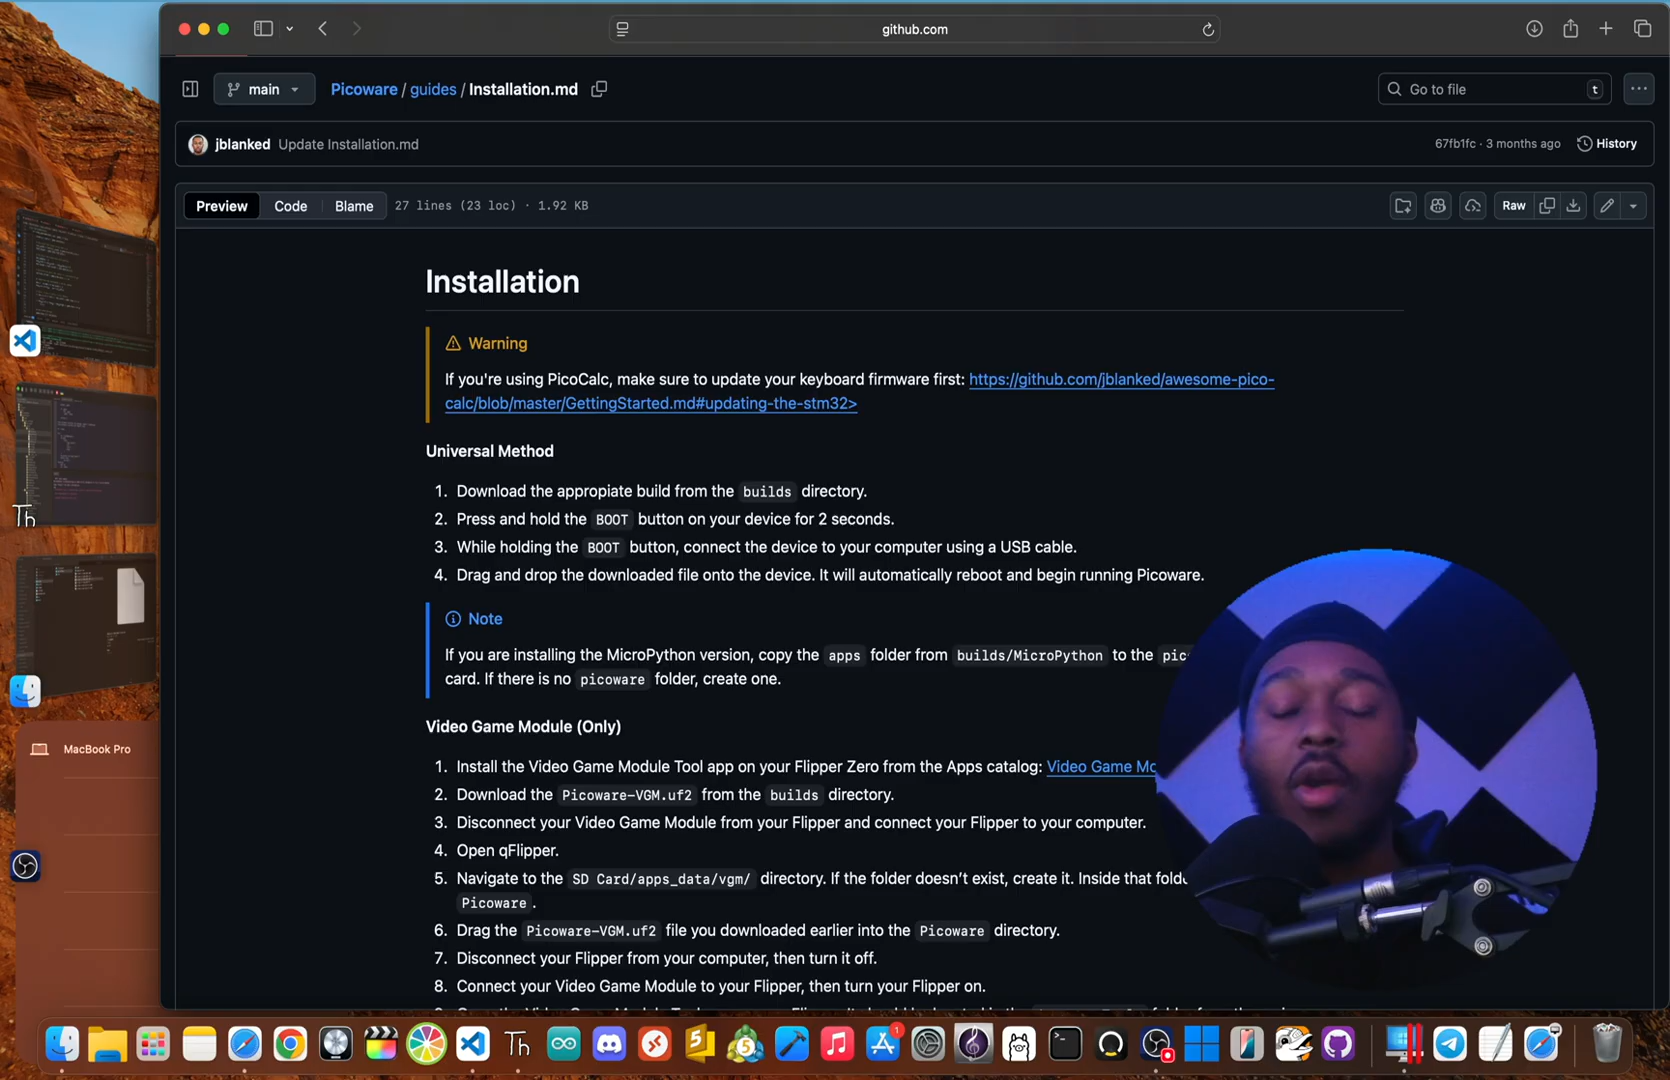 github.com
main
Picoware / guides / Installation.md
Go to file
t
jblanked Update Installation.md
67fb1fc · 3 months ago
History
Preview
Code
Blame
27 lines (23 loc) · 1.92 KB
Raw
Installation
Warning
If you're using PicoCalc, make sure to update your keyboard firmware first: https://github.com/jblanked/awesome-pico-
calc/blob/master/GettingStarted.md#updating-the-stm32>
Universal Method
1. Download the appropiate build from the builds directory.
2. Press and hold the BOOT button on your device for 2 seconds.
3. While holding the BOOT button, connect the device to your computer using a USB cable.
4. Drag and drop the downloaded file onto the device. It will automatically reboot and begin running Picoware.
Note
If you are installing the MicroPython version, copy the apps folder from builds/MicroPython to the
card. If there is no picoware folder, create one.
Video Game Module (Only)
1. Install the Video Game Module Tool app on your Flipper Zero from the Apps catalog: Video Game
2. Download the Picoware-VGM.uf2 from the builds directory.
3. Disconnect your Video Game Module from your Flipper and connect your Flipper to your computer.
4. Open qFlipper.
5. Navigate to the SD Card/apps_data/vgm/ directory. If the folder doesn't exist, create it. Inside that
Picoware .
6. Drag the Picoware-VGM.uf2 file you downloaded earlier into the Picoware directory.
7. Disconnect your Flipper from your computer, then turn it off.
8. Connect your Video Game Module to your Flipper, then turn your Flipper on.
Th
MacBook Pro
Th
5
5
1